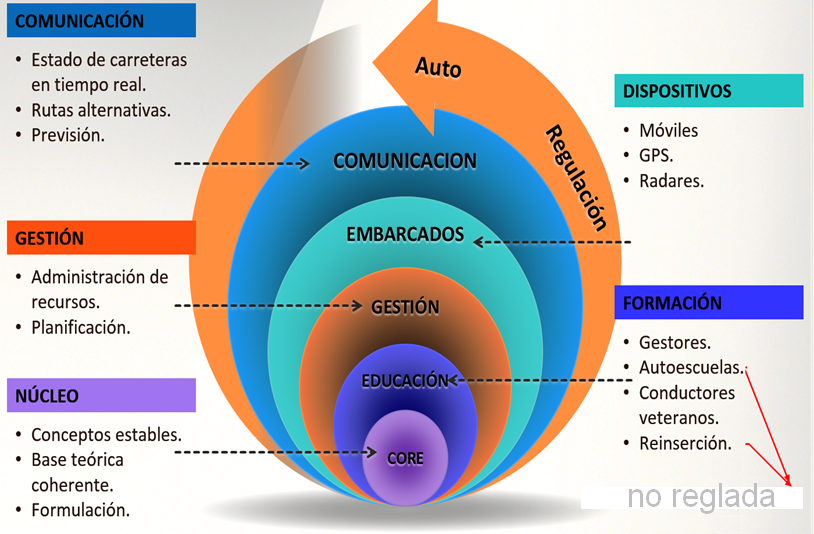 COMUNICACIÓN
• Estado de carreteras
en tiempo real.
• Rutas alternativas.
• Previsión.
GESTIÓN
• Administración de
recursos.
• Planificación.
NÚCLEO
• Conceptos estables.
• Base teórica
coherente.
• Formulación.
Auto
Regulación
COMUNICACION
EMBARCADOS
GESTIÓN
EDUCACIÓN
CORE
DISPOSITIVOS
• Móviles
• GPS.
• Radares.
FORMACIÓN
• Gestores.
• Autoescuelas.
• Conductores
veteranos.
• Reinserción.
no reglada